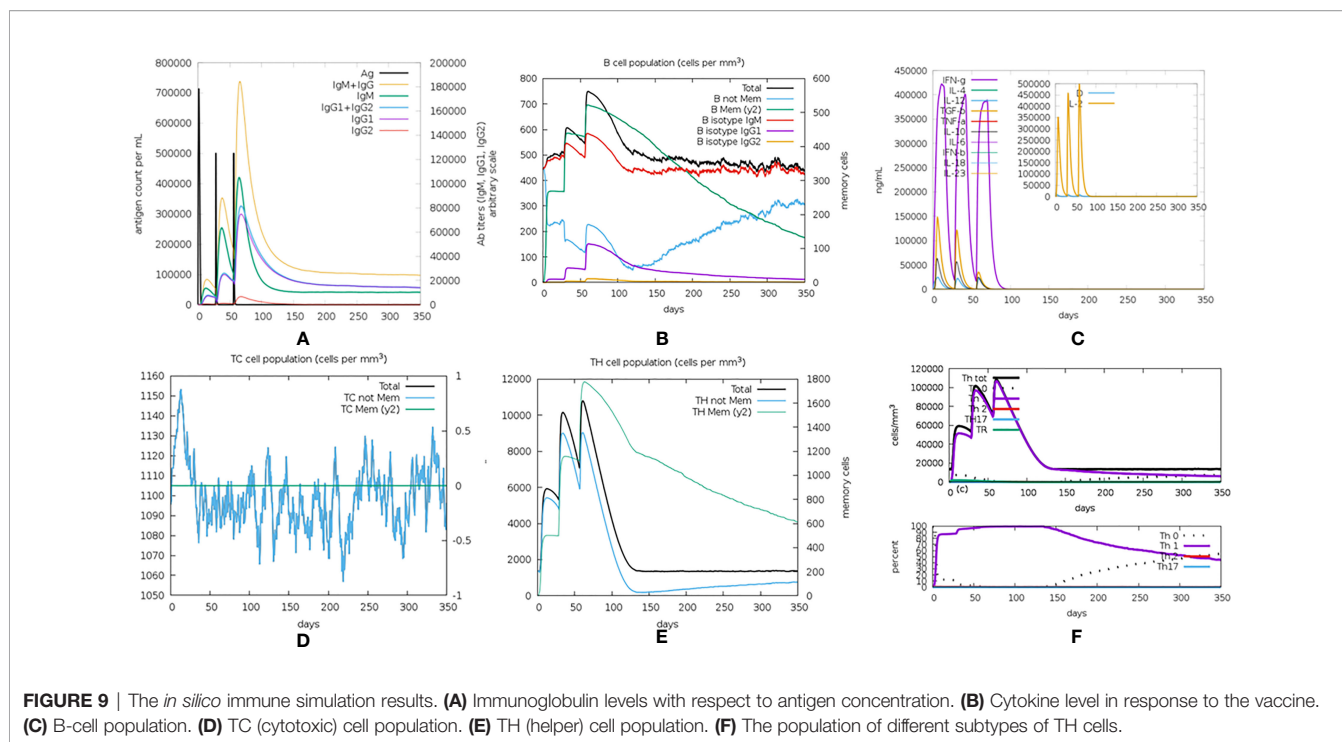 Ag
IgM+IgG
IgM
IgG1+IgG2
IgG1
IgG2
800000
700000
600000
500000
400000
300000
200000
100000
0
antigen count per mL
200000
180000
160000
140000
120000
100000
80000
60000
40000
20000
0
Ab titers (IgM, IgG1, IgG2)
arbitrary scale
0 50 100 150 200 250 300 350
days
A
B cell population (cells per mm³)
Total
B not Mem
B Mem (y2)
B isotype IgM
B isotype IgG1
B isotype IgG2
800
700
600
500
400
300
200
100
0
600
500
400
300
200
100
0
memory cells
0 50 100 150 200 250 300 350
days
B
IFN-g
IL-4
IL-12
TGF-b
TNF-a
IL-10
IL-6
IFN-b
IL-18
IL-23
450000
400000
350000
300000
250000
200000
150000
100000
50000
0
ng/mL
D
IL-2
500000
450000
400000
350000
300000
250000
200000
150000
100000
50000
0
0 50 100 150 200 250 300 350
0 50 100 150 200 250 300 350
days
C
TC cell population (cells per mm³)
Total
TC not Mem
TC Mem (y2)
1160
1150
1140
1130
1120
1110
1100
1090
1080
1070
1060
1050
1
0.5
0
-0.5
-1
0 50 100 150 200 250 300 350
days
D
TH cell population (cells per mm³)
Total
TH not Mem
TH Mem (y2)
12000
10000
8000
6000
4000
2000
0
1800
1600
1400
1200
1000
800
600
400
200
0
memory cells
0 50 100 150 200 250 300 350
days
E
Th tot
Th 0
Th 1
Th 2
TH17
TR
120000
100000
80000
60000
40000
20000
0
cells/mm³
(c)
0 50 100 150 200 250 300 350
days
Th 0
Th 1
Th 2
Th17
100
90
80
70
60
50
40
30
20
10
0
percent
0 50 100 150 200 250 300 350
days
F
FIGURE 9 | The in silico immune simulation results. (A) Immunoglobulin levels with respect to antigen concentration. (B) Cytokine level in response to the vaccine.
(C) B-cell population. (D) TC (cytotoxic) cell population. (E) TH (helper) cell population. (F) The population of different subtypes of TH cells.